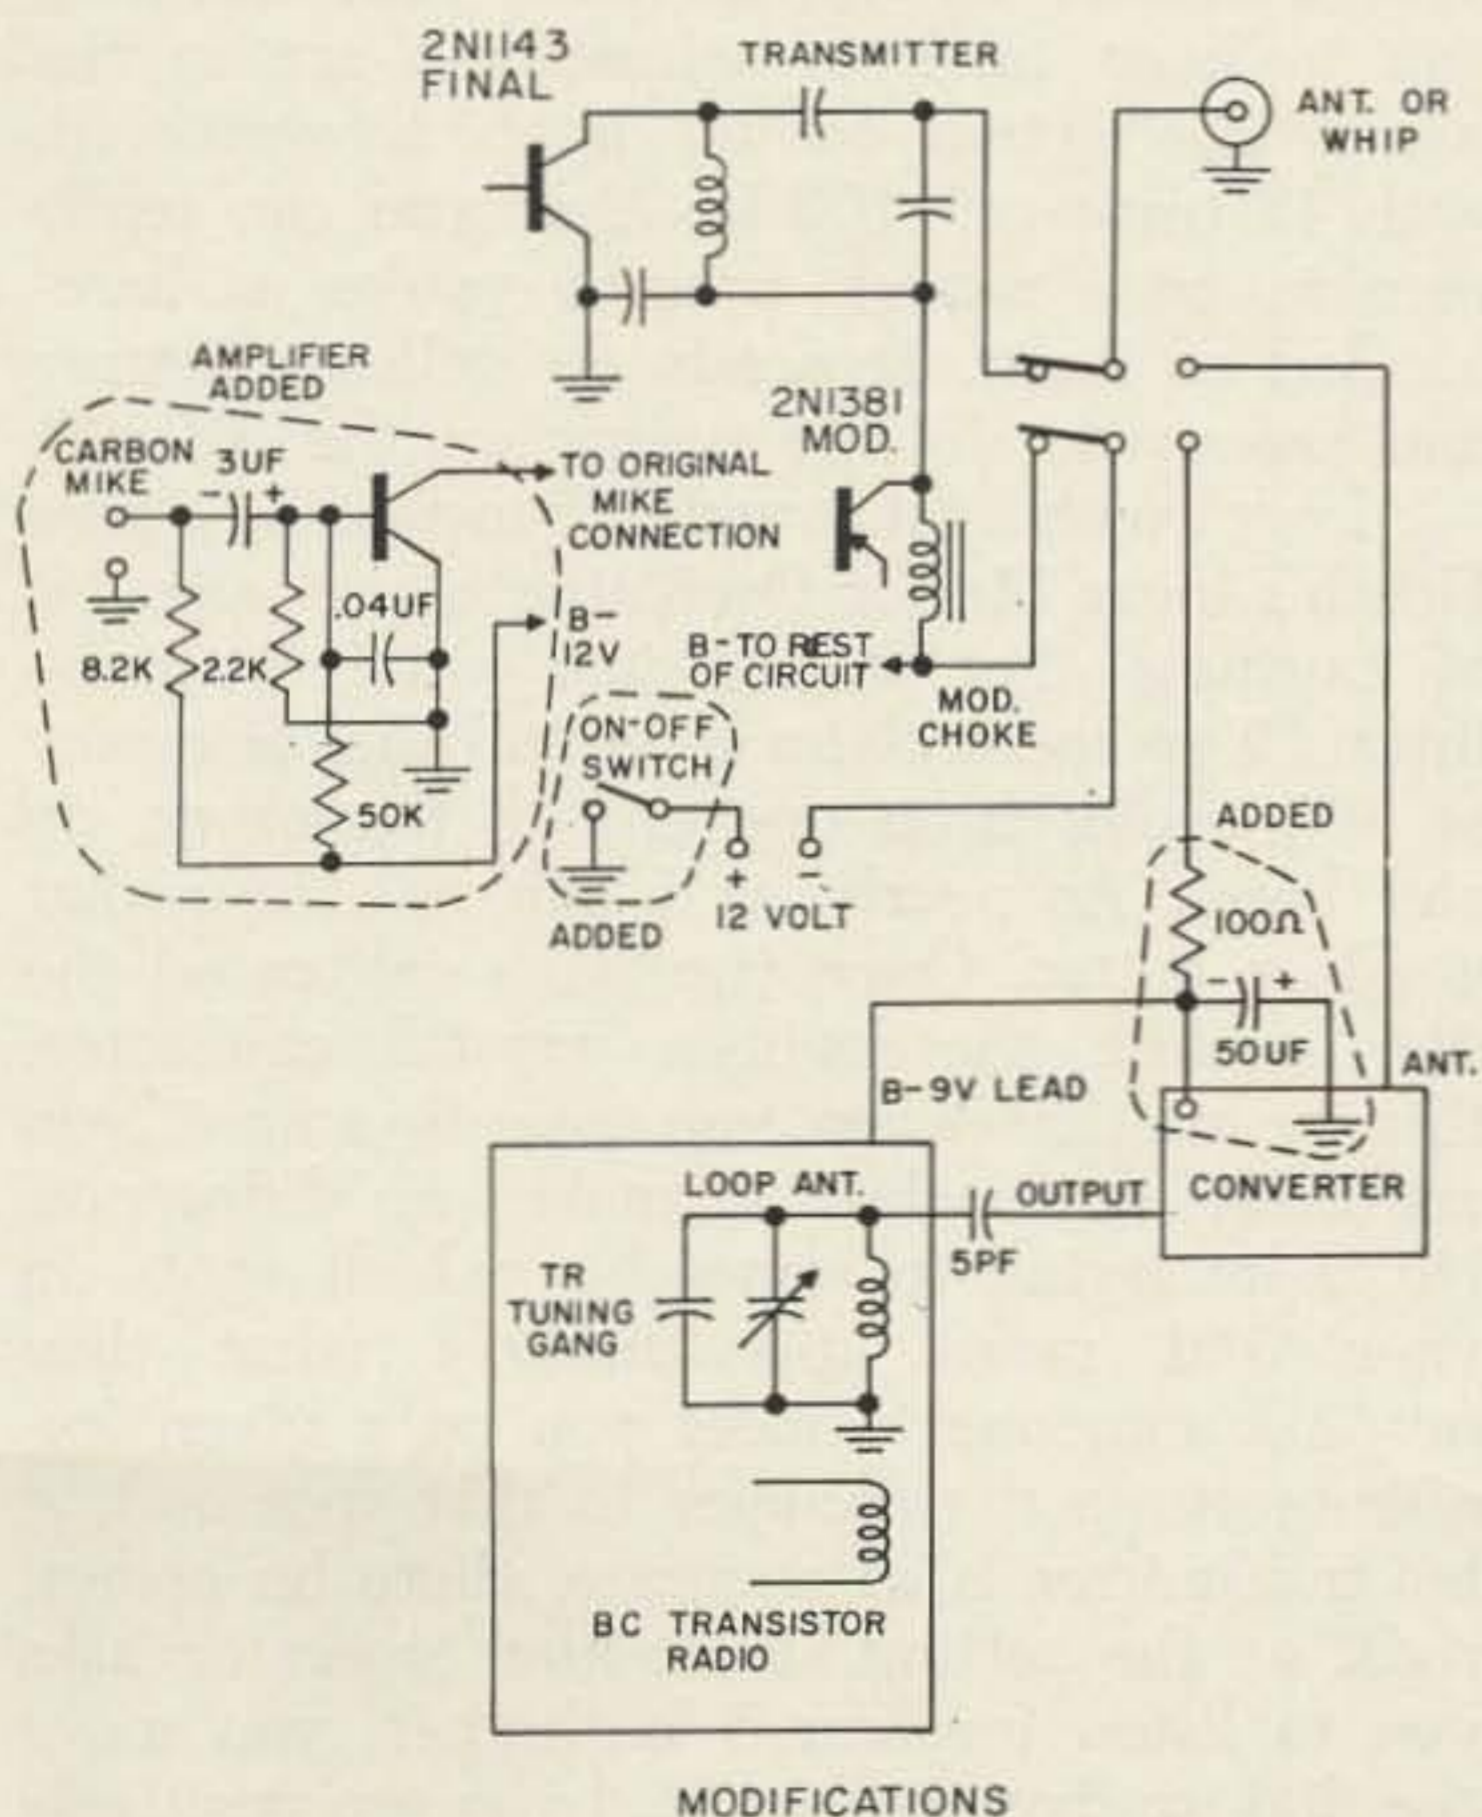 2N1143
FINAL
TRANSMITTER
ANT. OR
WHIP
AMPLIFIER
ADDED
CARBON
MIKE
3UF
- +
TO ORIGINAL
MIKE
CONNECTION
2N1381
MOD.
.04UF
8.2K
2.2K
B-
12V
B- TO REST
OF CIRCUIT
MOD.
CHOKE
ON-OFF
SWITCH
50K
+ -
12 VOLT
ADDED
ADDED
100Ω
- +
50UF
ANT.
B-9V LEAD
LOOP ANT.
OUTPUT
CONVERTER
5PF
TR
TUNING
GANG
BC TRANSISTOR
RADIO
MODIFICATIONS